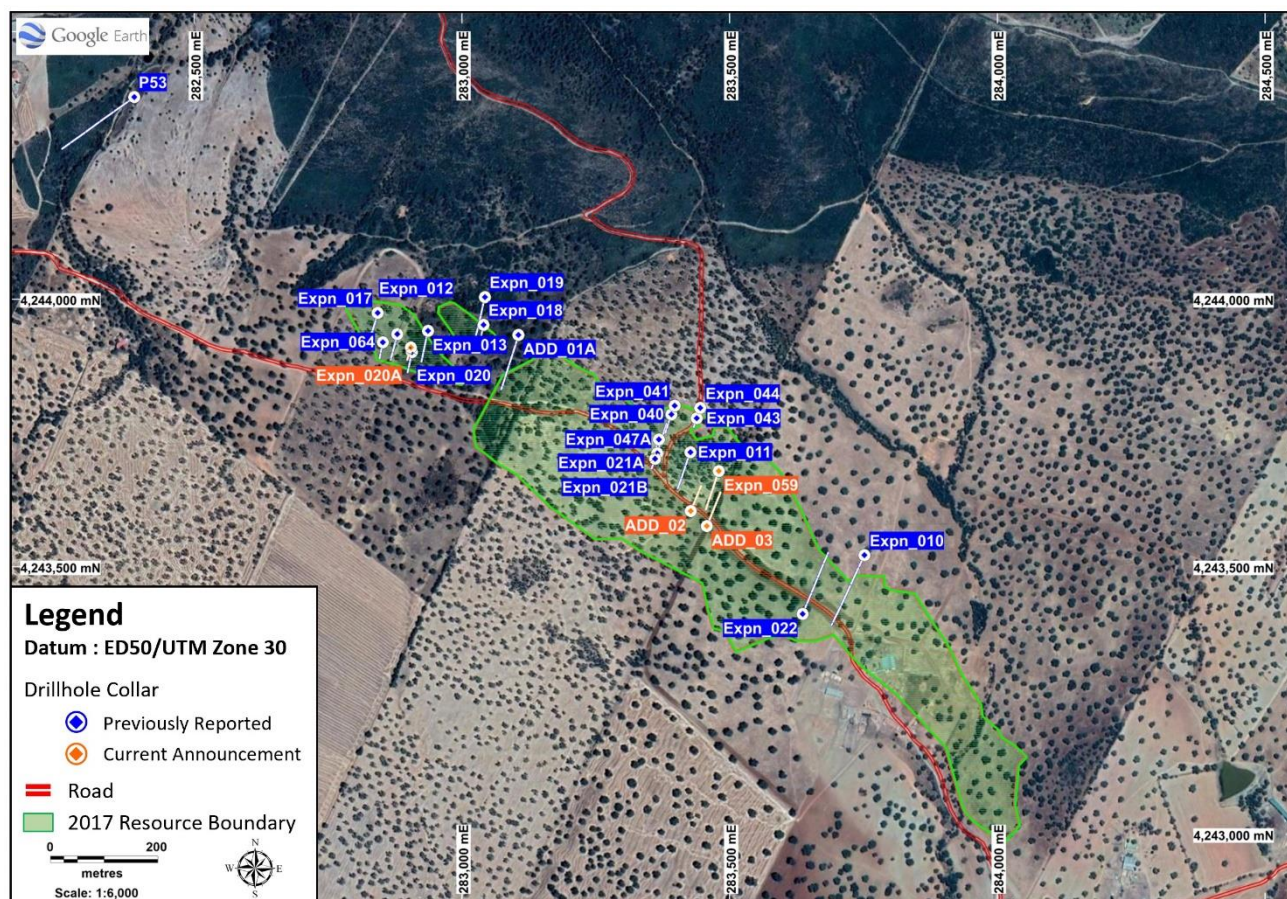 Google Earth
282,500 mE
283,000 mE
283,500 mE
284,000 mE
284,500 mE
P53
Expn_019
Expn_012
Expn_017
4,244,000 mN
4,244,000 mN
Expn_018
Expn_064
Expn_013
ADD_01A
Expn_020A
Expn_020
Expn_041
Expn_044
Expn_040
Expn_043
Expn_047A
Expn_011
Expn_021A
Expn_059
Expn_021B
ADD_02
ADD_03
Expn_010
4,243,500 mN
4,243,500 mN
Expn_022
Legend
Datum : ED50/UTM Zone 30
Drillhole Collar
Previously Reported
Current Announcement
Road
2017 Resource Boundary
0 200
metres
Scale: 1:6,000
N
W E
S
283,000 mE
283,500 mE
284,000 mE
4,243,000 mN